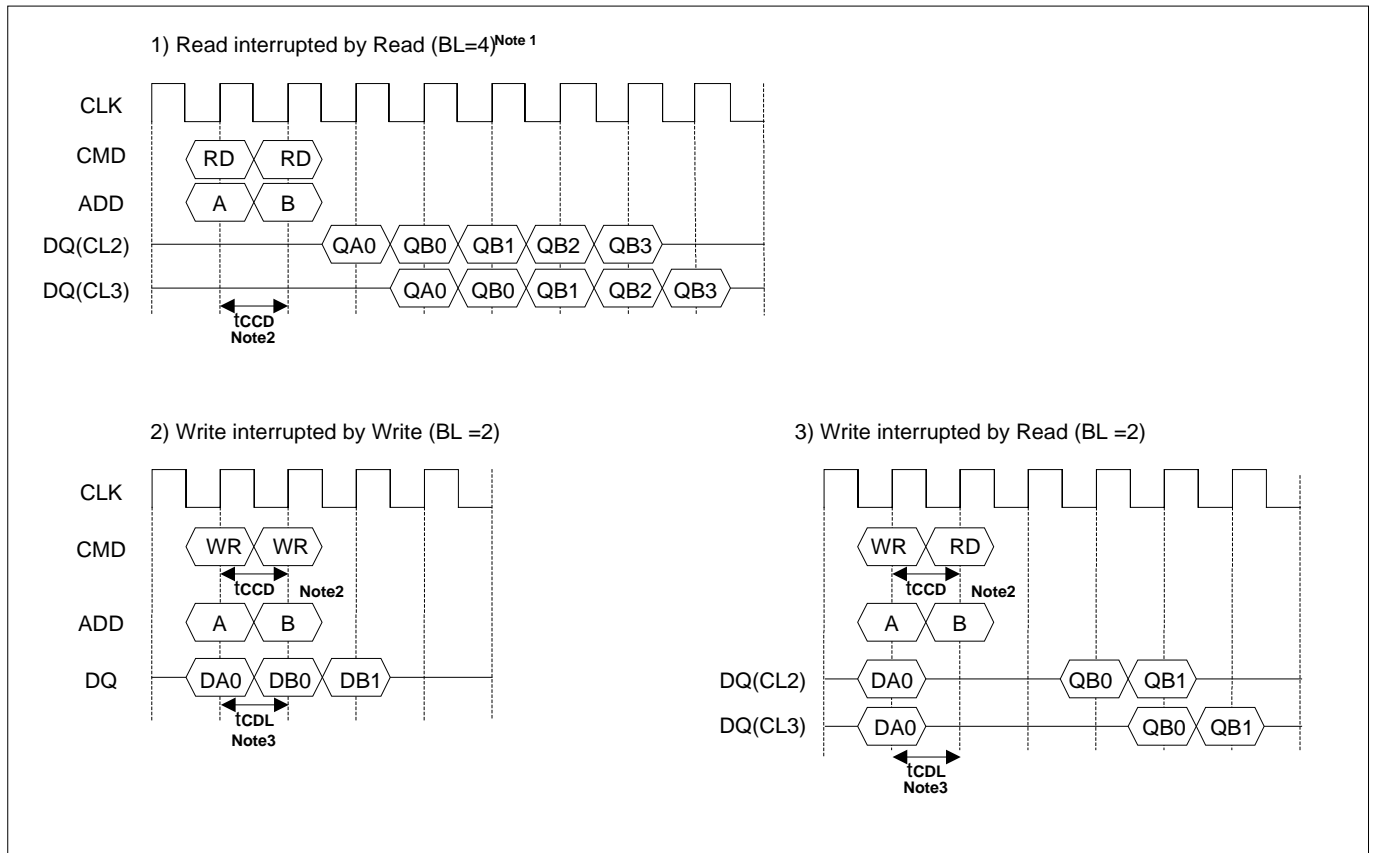 1) Read interrupted by Read (BL=4)Note 1
CLK
CMD RD RD
ADD A B
DQ(CL2) QA0 QB0 QB1 QB2 QB3
DQ(CL3) QA0 QB0 QB1 QB2 QB3
tCCD
Note2
2) Write interrupted by Write (BL =2)
CLK
CMD WR WR
tCCD Note2
ADD A B
DQ DA0 DB0 DB1
tCDL
Note3
3) Write interrupted by Read (BL =2)
WR RD
tCCD Note2
A B
DQ(CL2) DA0 QB0 QB1
DQ(CL3) DA0 QB0 QB1
tCDL
Note3